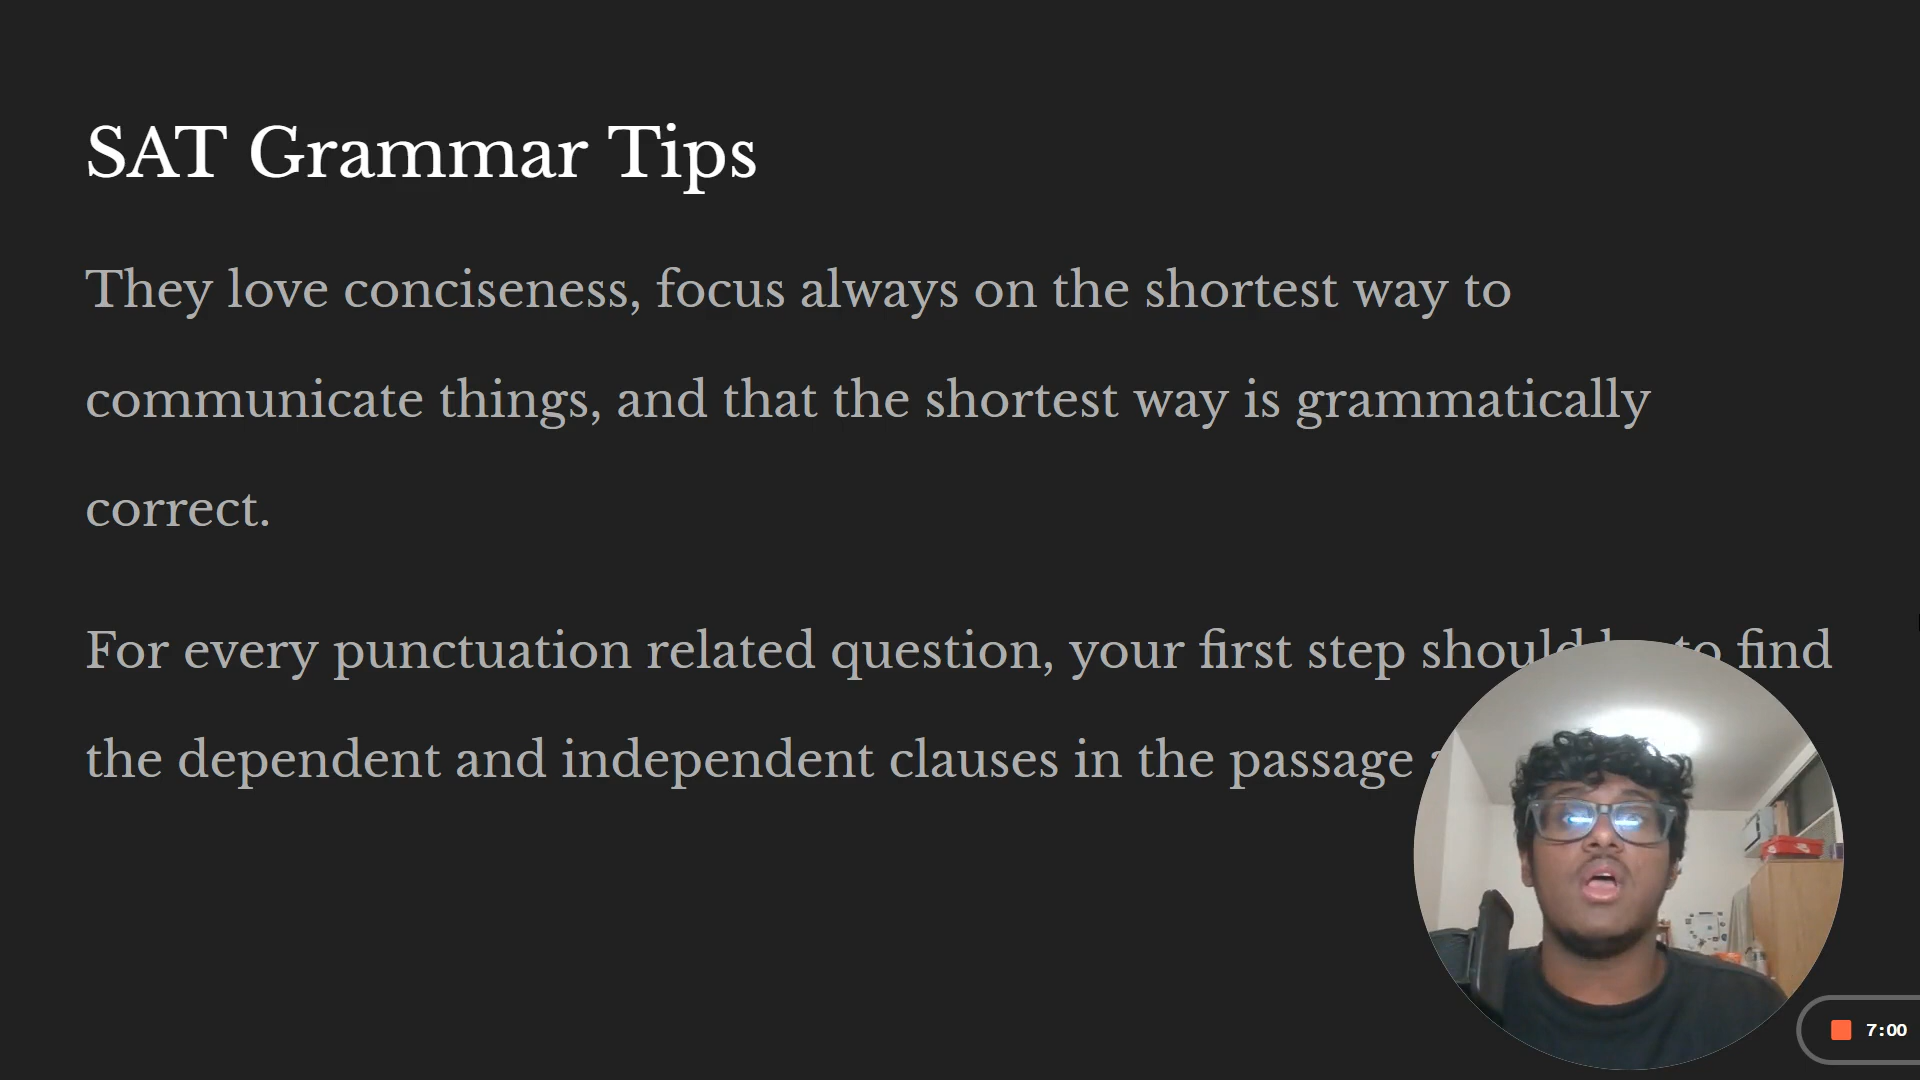 SAT Grammar Tips
They love conciseness, focus always on the shortest way to
communicate things, and that the shortest way is grammatically
correct.
For every punctuation related question, your first step should to find
the dependent and independent clauses in the passage
7:00